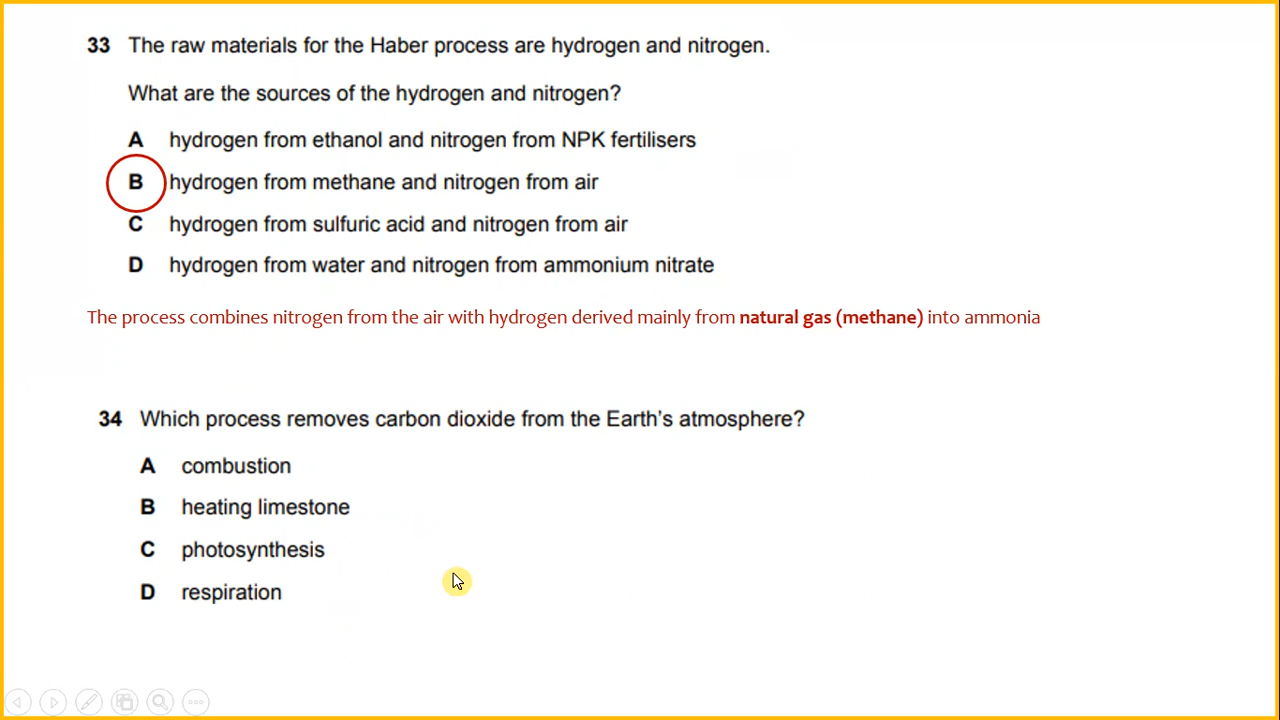 33 The raw materials for the Haber process are hydrogen and nitrogen.
What are the sources of the hydrogen and nitrogen?
A hydrogen from ethanol and nitrogen from NPK fertilisers
B hydrogen from methane and nitrogen from air
C hydrogen from sulfuric acid and nitrogen from air
D hydrogen from water and nitrogen from ammonium nitrate
The process combines nitrogen from the air with hydrogen derived mainly from natural gas (methane) into ammonia
34 Which process removes carbon dioxide from the Earth's atmosphere?
A combustion
B heating limestone
C photosynthesis
D respiration